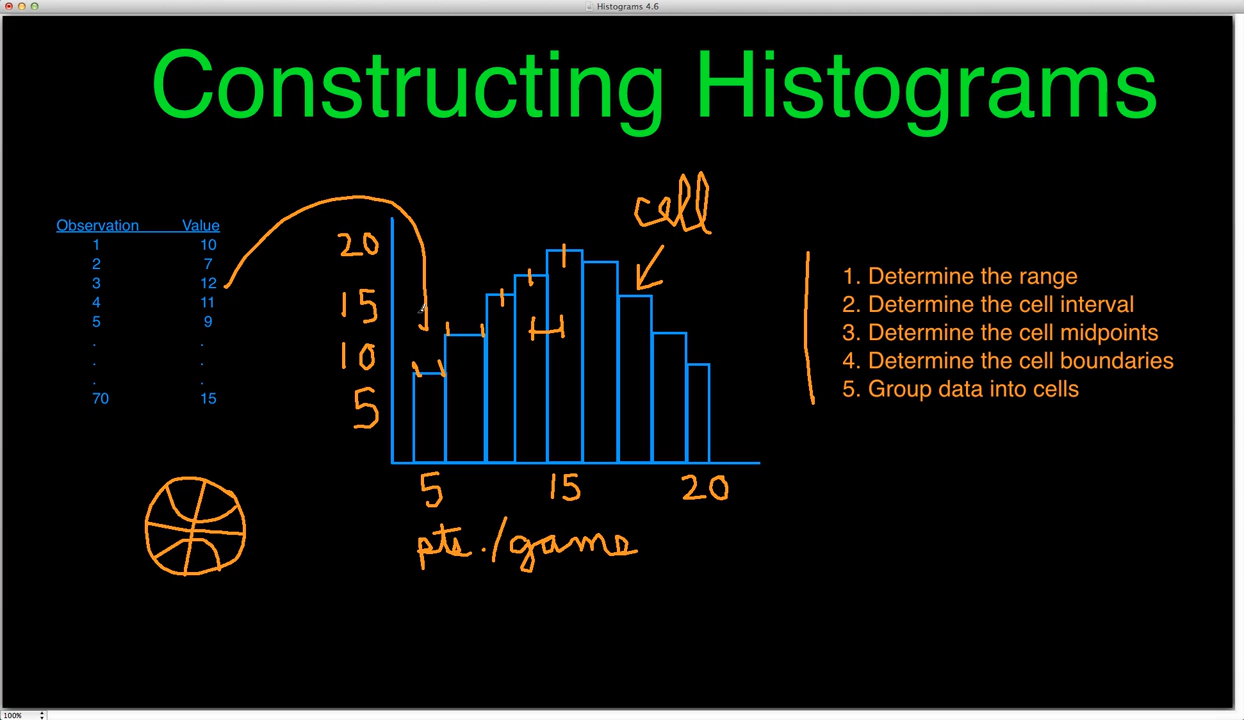 Histograms 4.6
Constructing Histograms
Observation Value
1 10
2 7
3 12
4 11
5 9
. .
. .
. .
70 15
cell
20
15
10
5
5 15 20
pts./game
1. Determine the range
2. Determine the cell interval
3. Determine the cell midpoints
4. Determine the cell boundaries
5. Group data into cells
100%